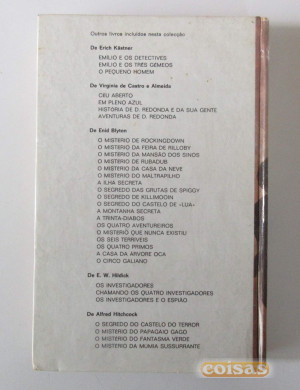 Outros livros incluídos nesta colecção
De Erich Kästner
EMÍLIO E OS DETECTIVES
EMÍLIO E OS TRÊS GÉMEOS
O PEQUENO HOMEM
De Virgínia de Castro e Almeida
CÉU ABERTO
EM PLENO AZUL
HISTÓRIA DE D. REDONDA E DA SUA GENTE
AVENTURAS DE D. REDONDA
De Enid Blyton
O MISTÉRIO DE ROCKINGDOWN
O MISTÉRIO DA FEIRA DE RILLOBY
O MISTÉRIO DA MANSÃO DOS SINOS
O MISTÉRIO DE RUBADUB
O MISTÉRIO DA CASA DA NEVE
O MISTÉRIO DO MALTRAPILHO
A ILHA SECRETA
O SEGREDO DAS GRUTAS DE SPIGGY
O SEGREDO DE KILLIMOOIN
O SEGREDO DO CASTELO DE «LUA»
A MONTANHA SECRETA
A TRINTA-DIABOS
OS QUATRO AVENTUREIROS
O MISTÉRIO QUE NUNCA EXISTIU
OS SEIS TERRÍVEIS
OS QUATRO PRIMOS
A CASA DA ÁRVORE OCA
O CIRCO GALIANO
De E. W. Hildick
OS INVESTIGADORES
CHAMANDO OS QUATRO INVESTIGADORES
OS INVESTIGADORES E O ESPIÃO
De Alfred Hitchcock
O SEGREDO DO CASTELO DO TERROR
O MISTÉRIO DO PAPAGAIO GAGO
O MISTÉRIO DO FANTASMA VERDE
O MISTÉRIO DA MÚMIA SUSSURRANTE
coisas